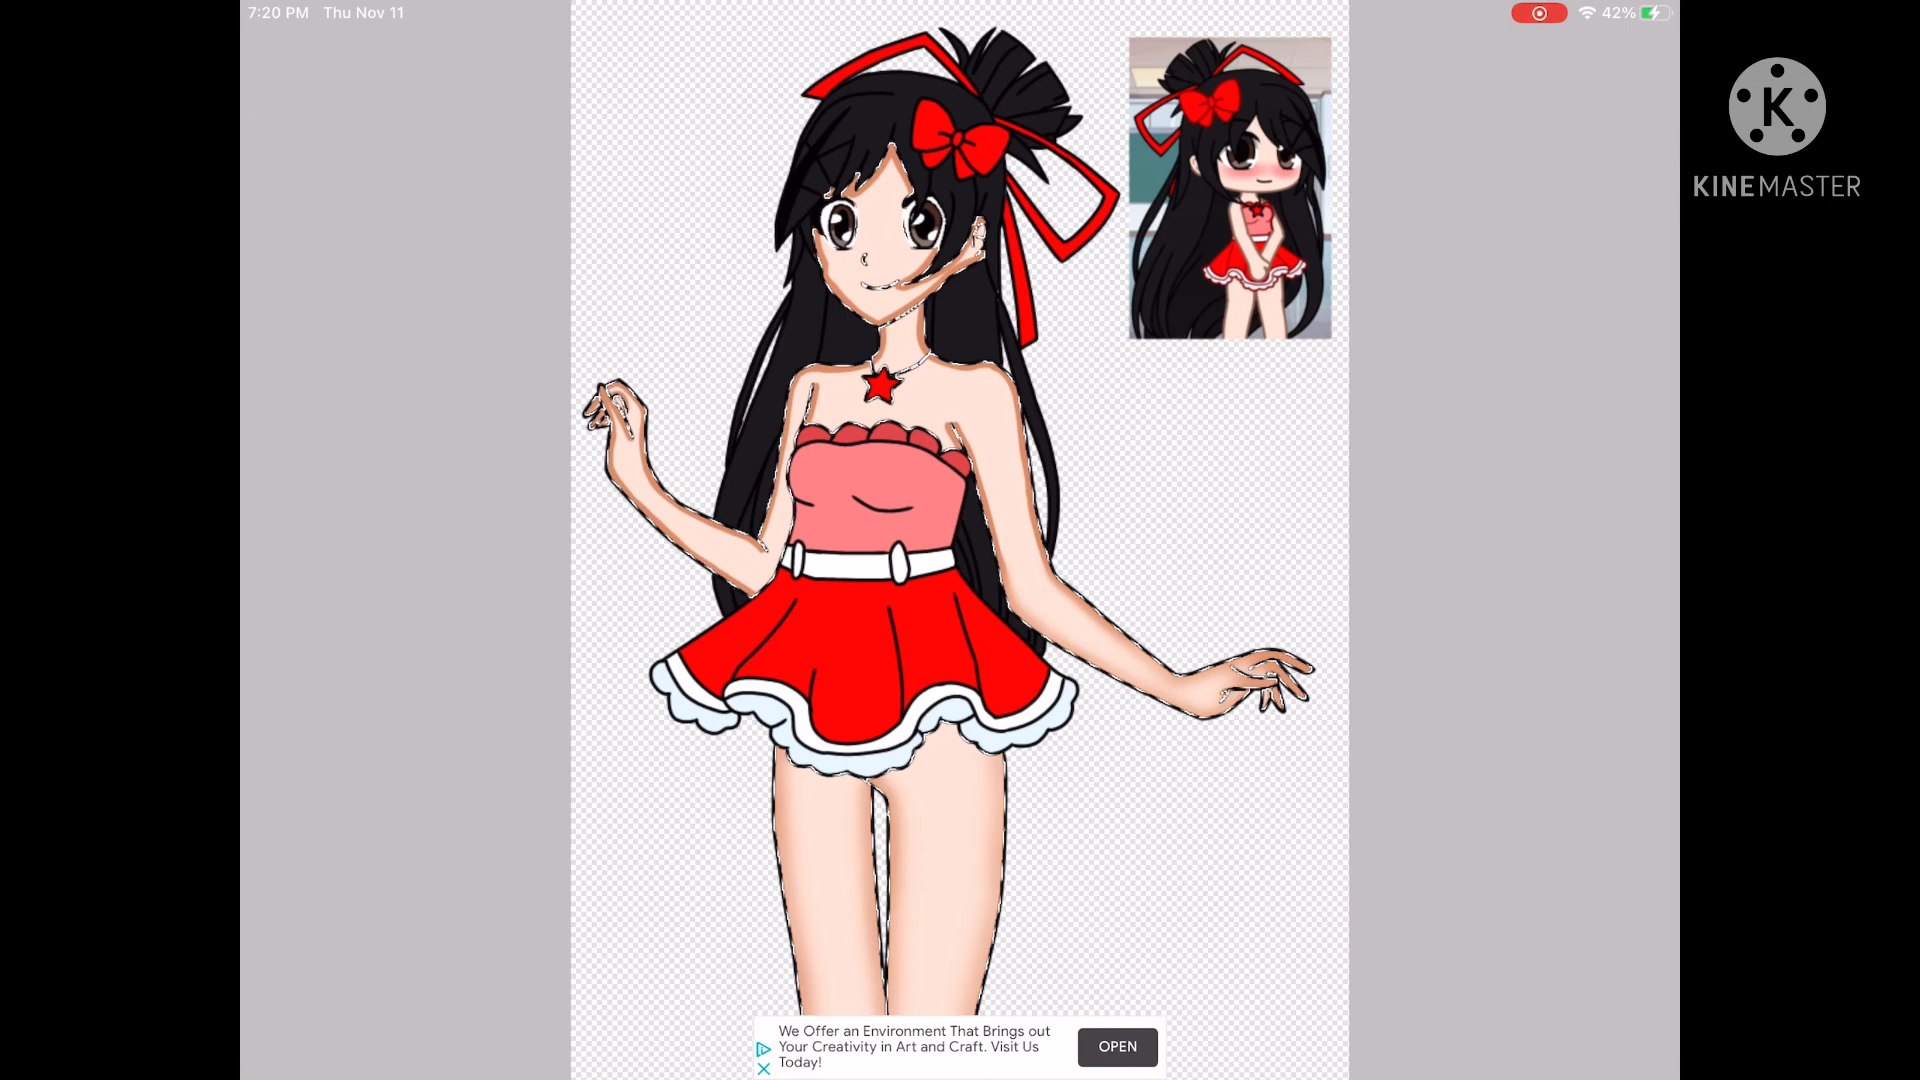 7:20 PM Thu Nov 11
42%
K
KINEMASTER
We Offer an Environment That Brings out
Your Creativity in Art and Craft. Visit Us
Today!
OPEN